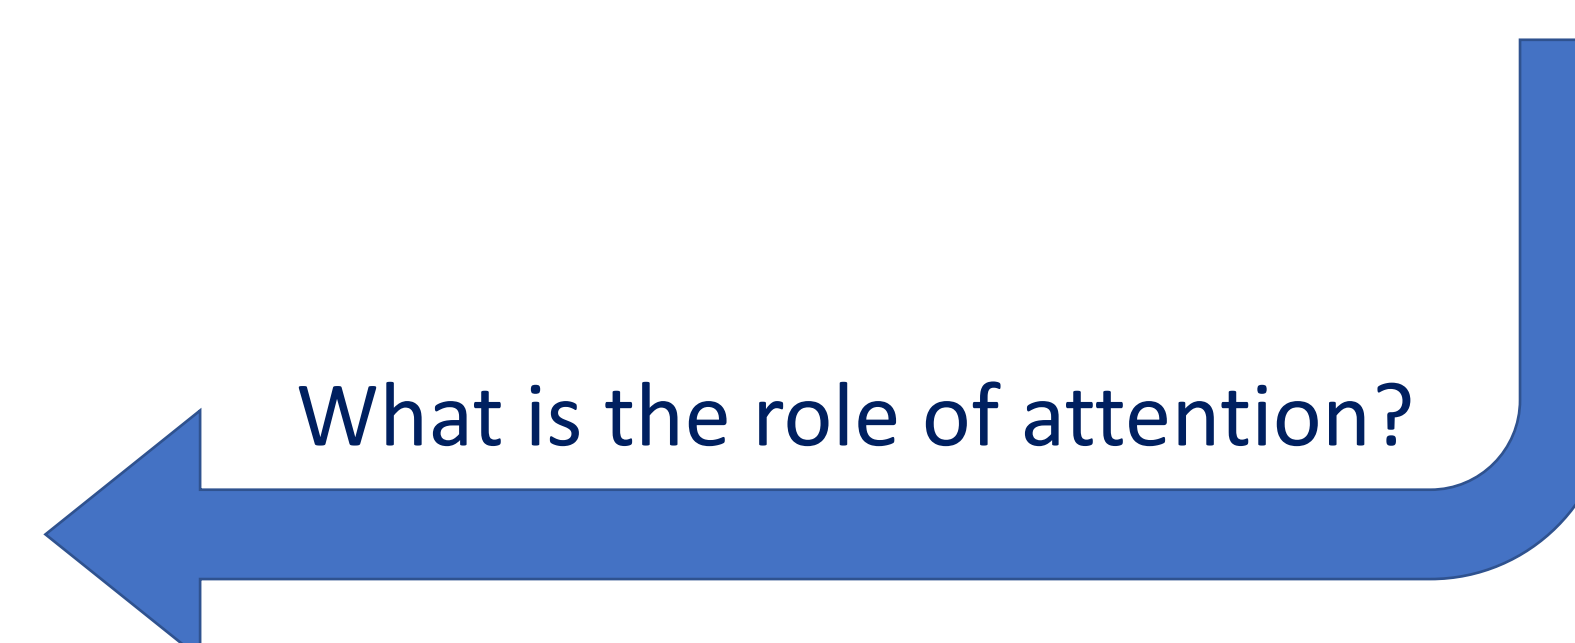 What is the role of attention?